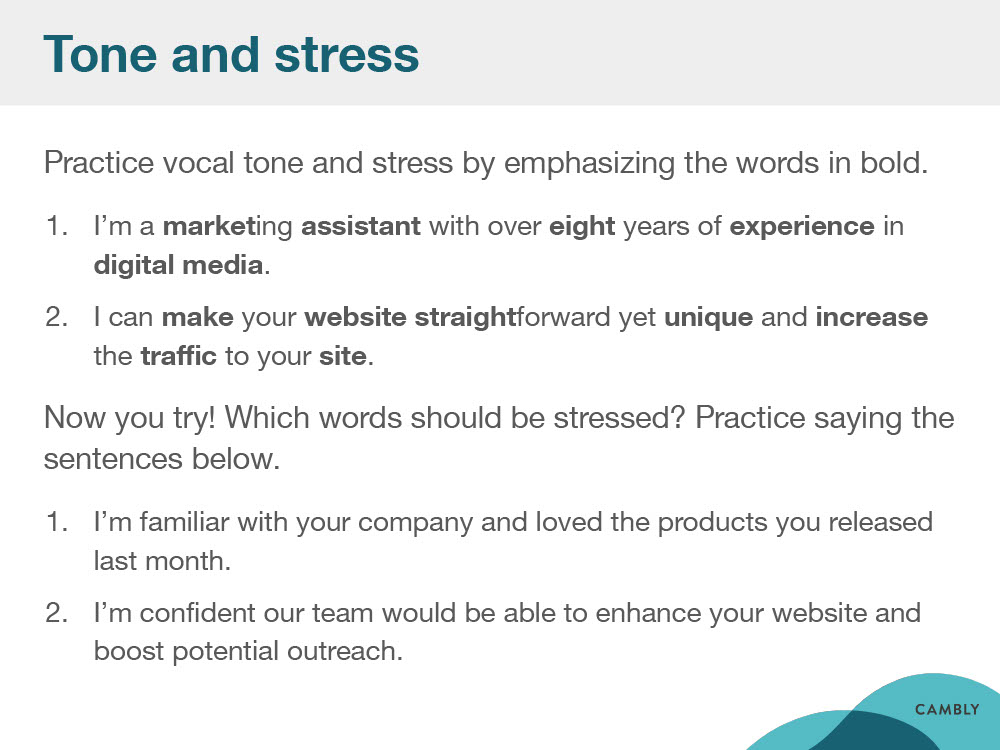 Tone and stress
Practice vocal tone and stress by emphasizing the words in bold.
1. I’m a marketing assistant with over eight years of experience in
digital media.
2. I can make your website straightforward yet unique and increase
the traffic to your site.
Now you try! Which words should be stressed? Practice saying the
sentences below.
1. I’m familiar with your company and loved the products you released
last month.
2. I’m confident our team would be able to enhance your website and
boost potential outreach.
CAMBLY